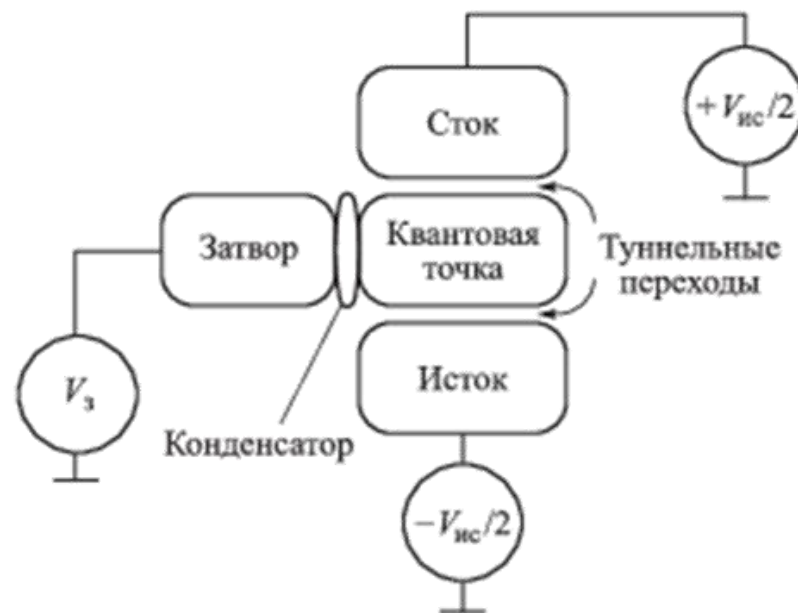 Сток
+Vис/2
Затвор
Квантовая
точка
Туннельные
переходы
Vз
Исток
Конденсатор
−Vис/2